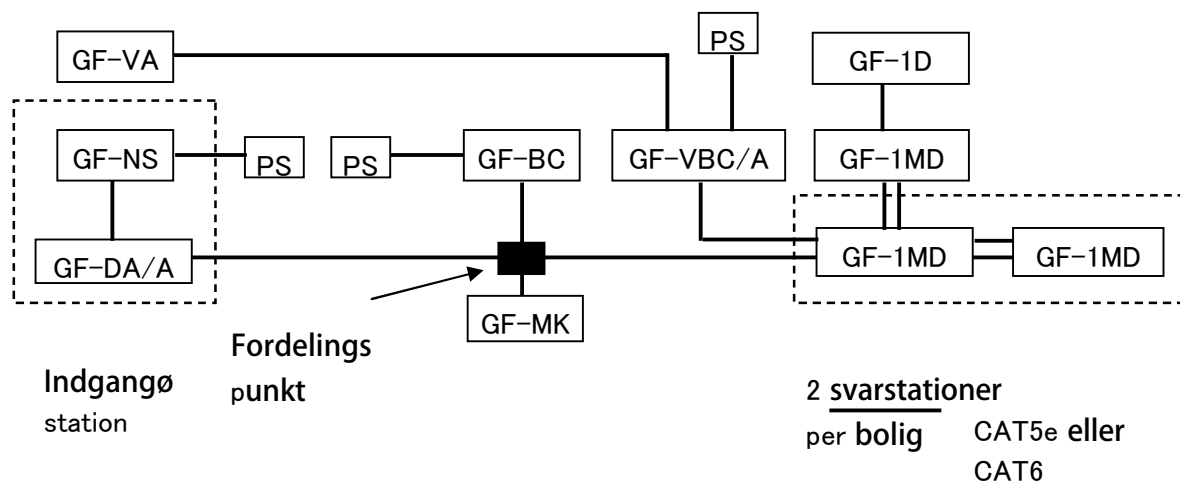 GF-VA
PS
GF-1D
GF-NS
PS
PS
GF-BC
GF-VBC/A
GF-1MD
GF-DA/A
GF-1MD
GF-1MD
GF-MK
Fordelings
punkt
Indgangø
station
2 svarstationer
per bolig
CAT5e eller
CAT6